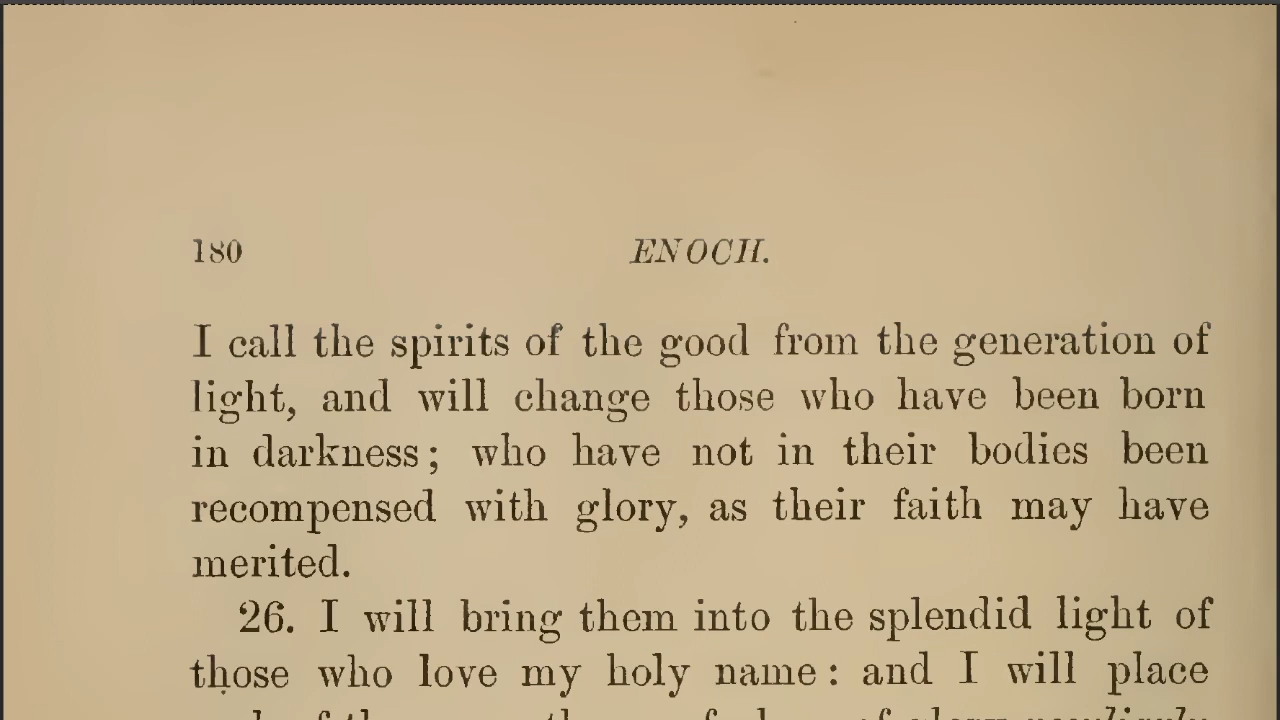 180 ENOCH.
I call the spirits of the good from the generation of
light, and will change those who have been born
in darkness; who have not in their bodies been
recompensed with glory, as their faith may have
merited.
26. I will bring them into the splendid light of
those who love my holy name: and I will place